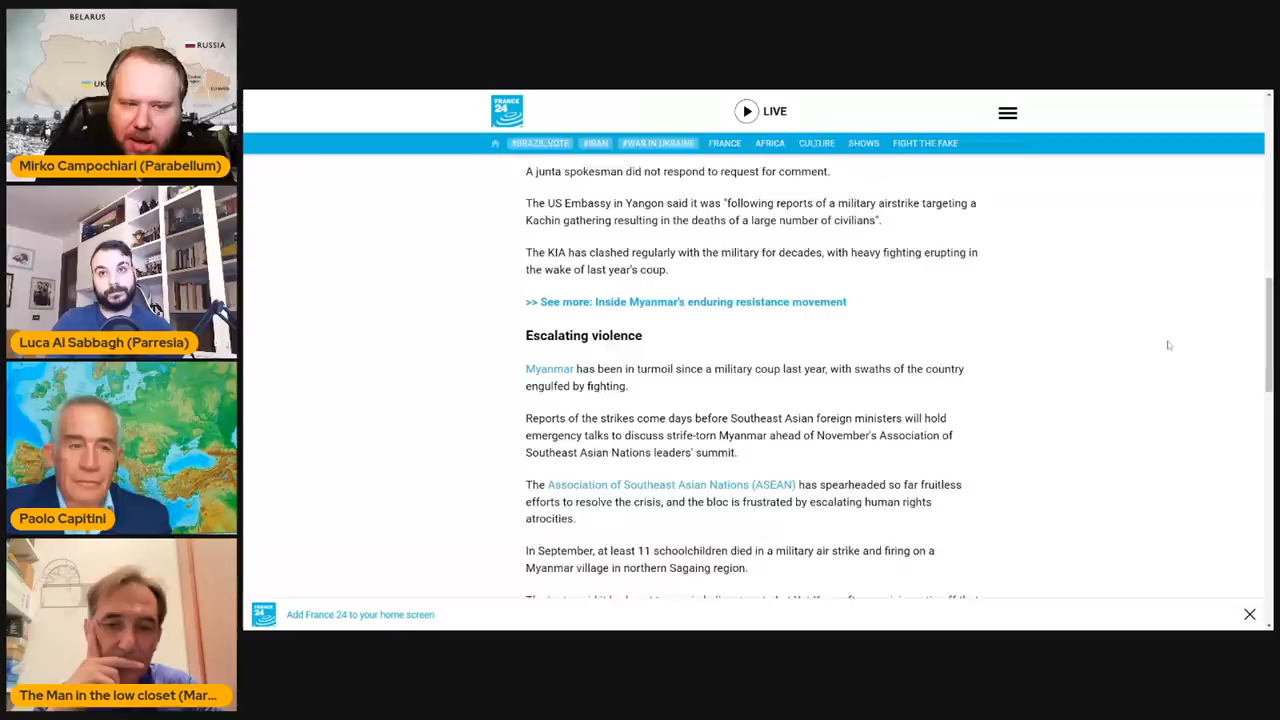 BELARUS
RUSSIA
UK
Mirko Campochiari (Parabellum)
Luca Al Sabbagh (Parresia)
Paolo Capitini
The Man in the low closet (Mar...
FRANCE 24
LIVE
#BRAZIL_VOTE #IRAN #WAR IN UKRAINE FRANCE AFRICA CULTURE SHOWS FIGHT THE FAKE
A junta spokesman did not respond to request for comment.
The US Embassy in Yangon said it was "following reports of a military airstrike targeting a
Kachin gathering resulting in the deaths of a large number of civilians".
The KIA has clashed regularly with the military for decades, with heavy fighting erupting in
the wake of last year's coup.
>> See more: Inside Myanmar's enduring resistance movement
Escalating violence
Myanmar has been in turmoil since a military coup last year, with swaths of the country
engulfed by fighting.
Reports of the strikes come days before Southeast Asian foreign ministers will hold
emergency talks to discuss strife-torn Myanmar ahead of November's Association of
Southeast Asian Nations leaders' summit.
The Association of Southeast Asian Nations (ASEAN) has spearheaded so far fruitless
efforts to resolve the crisis, and the bloc is frustrated by escalating human rights
atrocities.
In September, at least 11 schoolchildren died in a military air strike and firing on a
Myanmar village in northern Sagaing region.
FRANCE 24
Add France 24 to your home screen